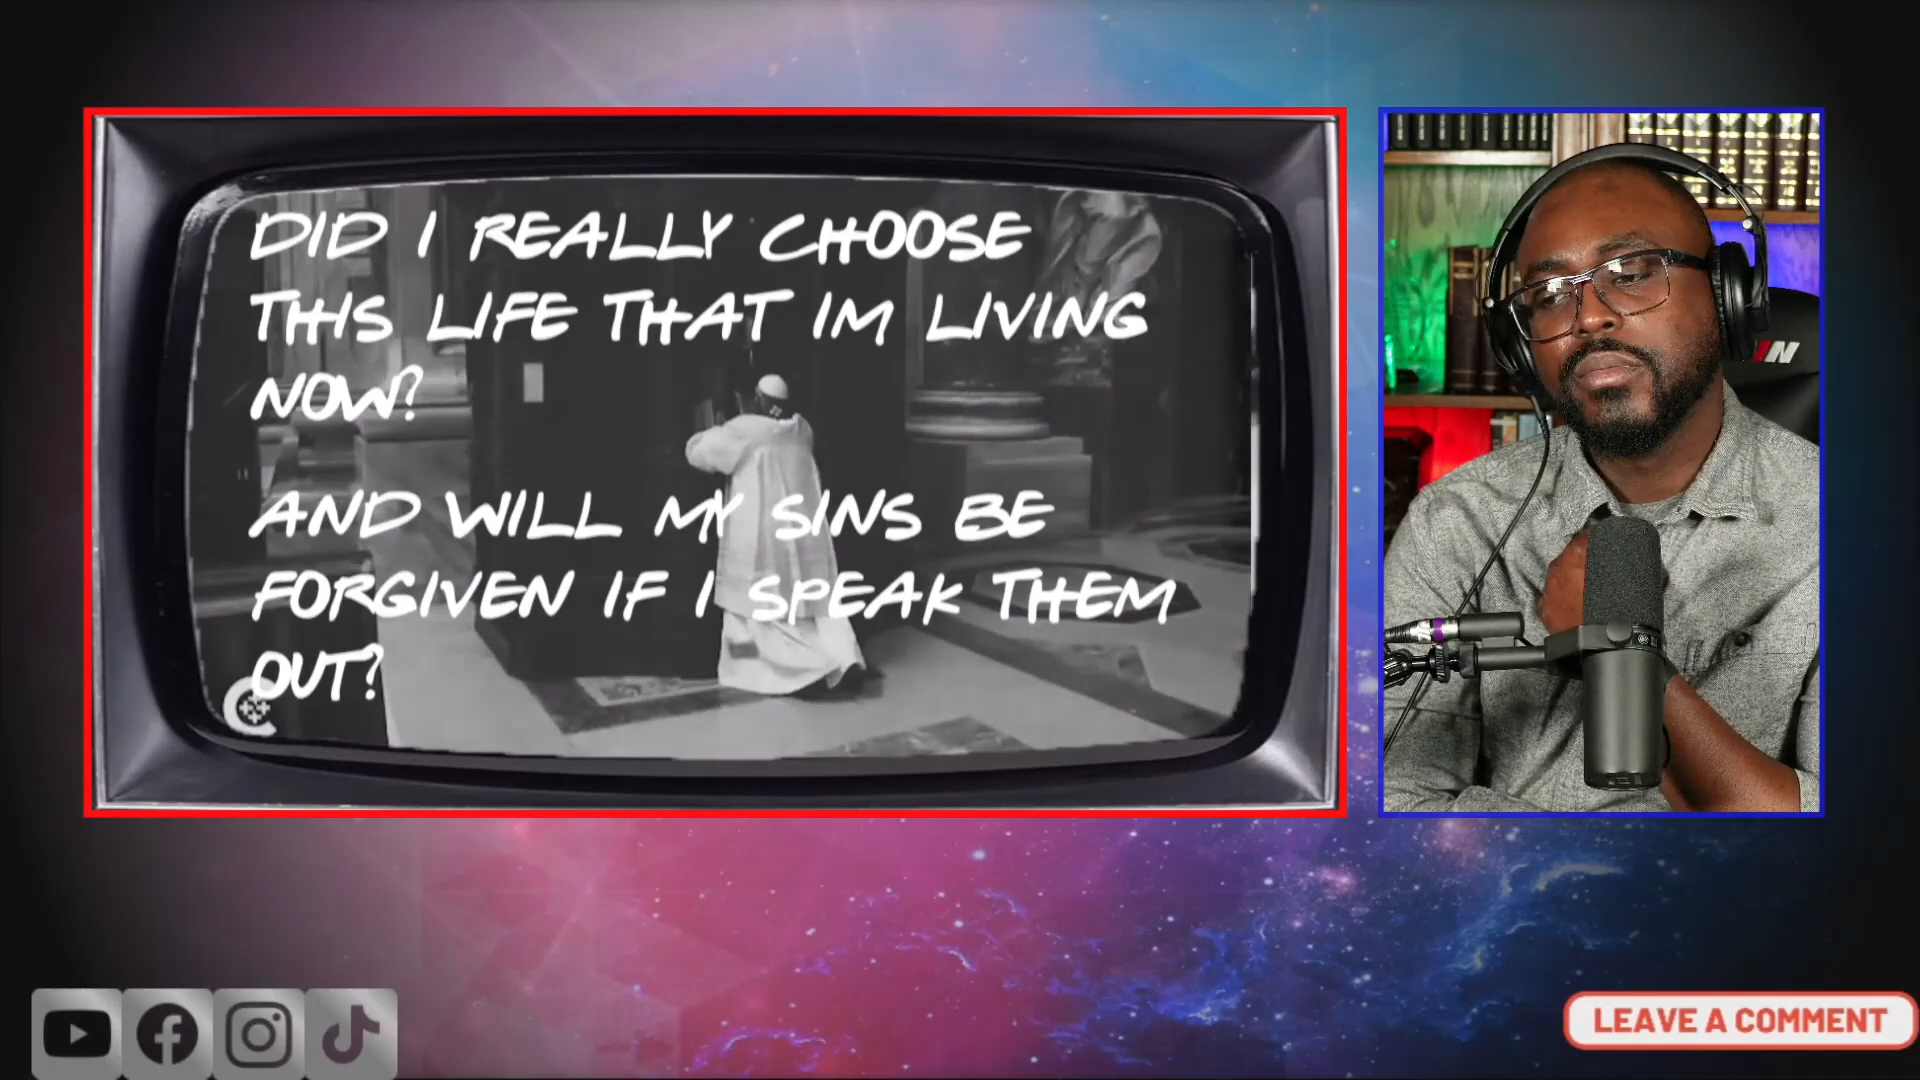 DID I REALLY CHOOSE
THIS LIFE THAT IM LIVING
NOW?
AND WILL MY SINS BE
FORGIVEN IF I SPEAK THEM
OUT?
LEAVE A COMMENT